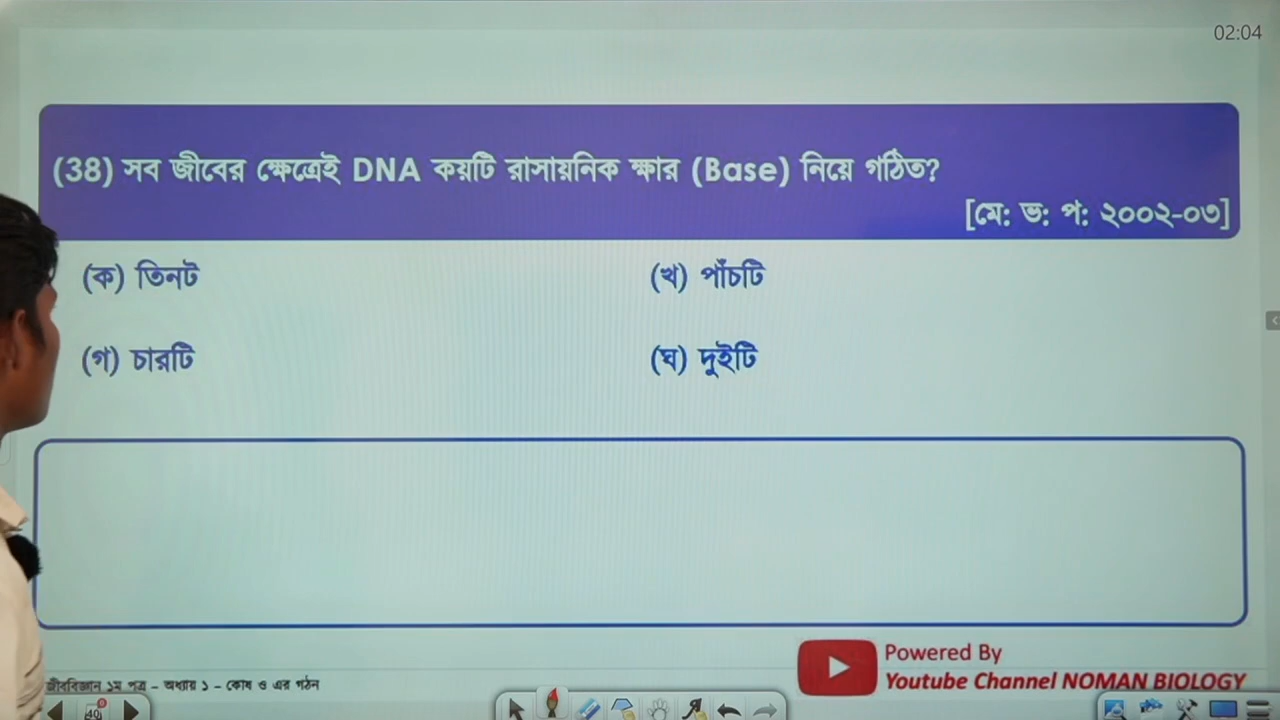 02:04
(38) সব জীবের ক্ষেত্রেই DNA কয়টি রাসায়নিক ক্ষার (Base) নিয়ে গঠিত?
[মে: ভ: প: ২০০২-০৩]
(ক) তিনট
(খ) পাঁচটি
(গ) চারটি
(ঘ) দুইটি
Powered By
Youtube Channel NOMAN BIOLOGY
জীববিজ্ঞান ১ম পত্র – অধ্যায় ১ – কোষ ও এর গঠন
49